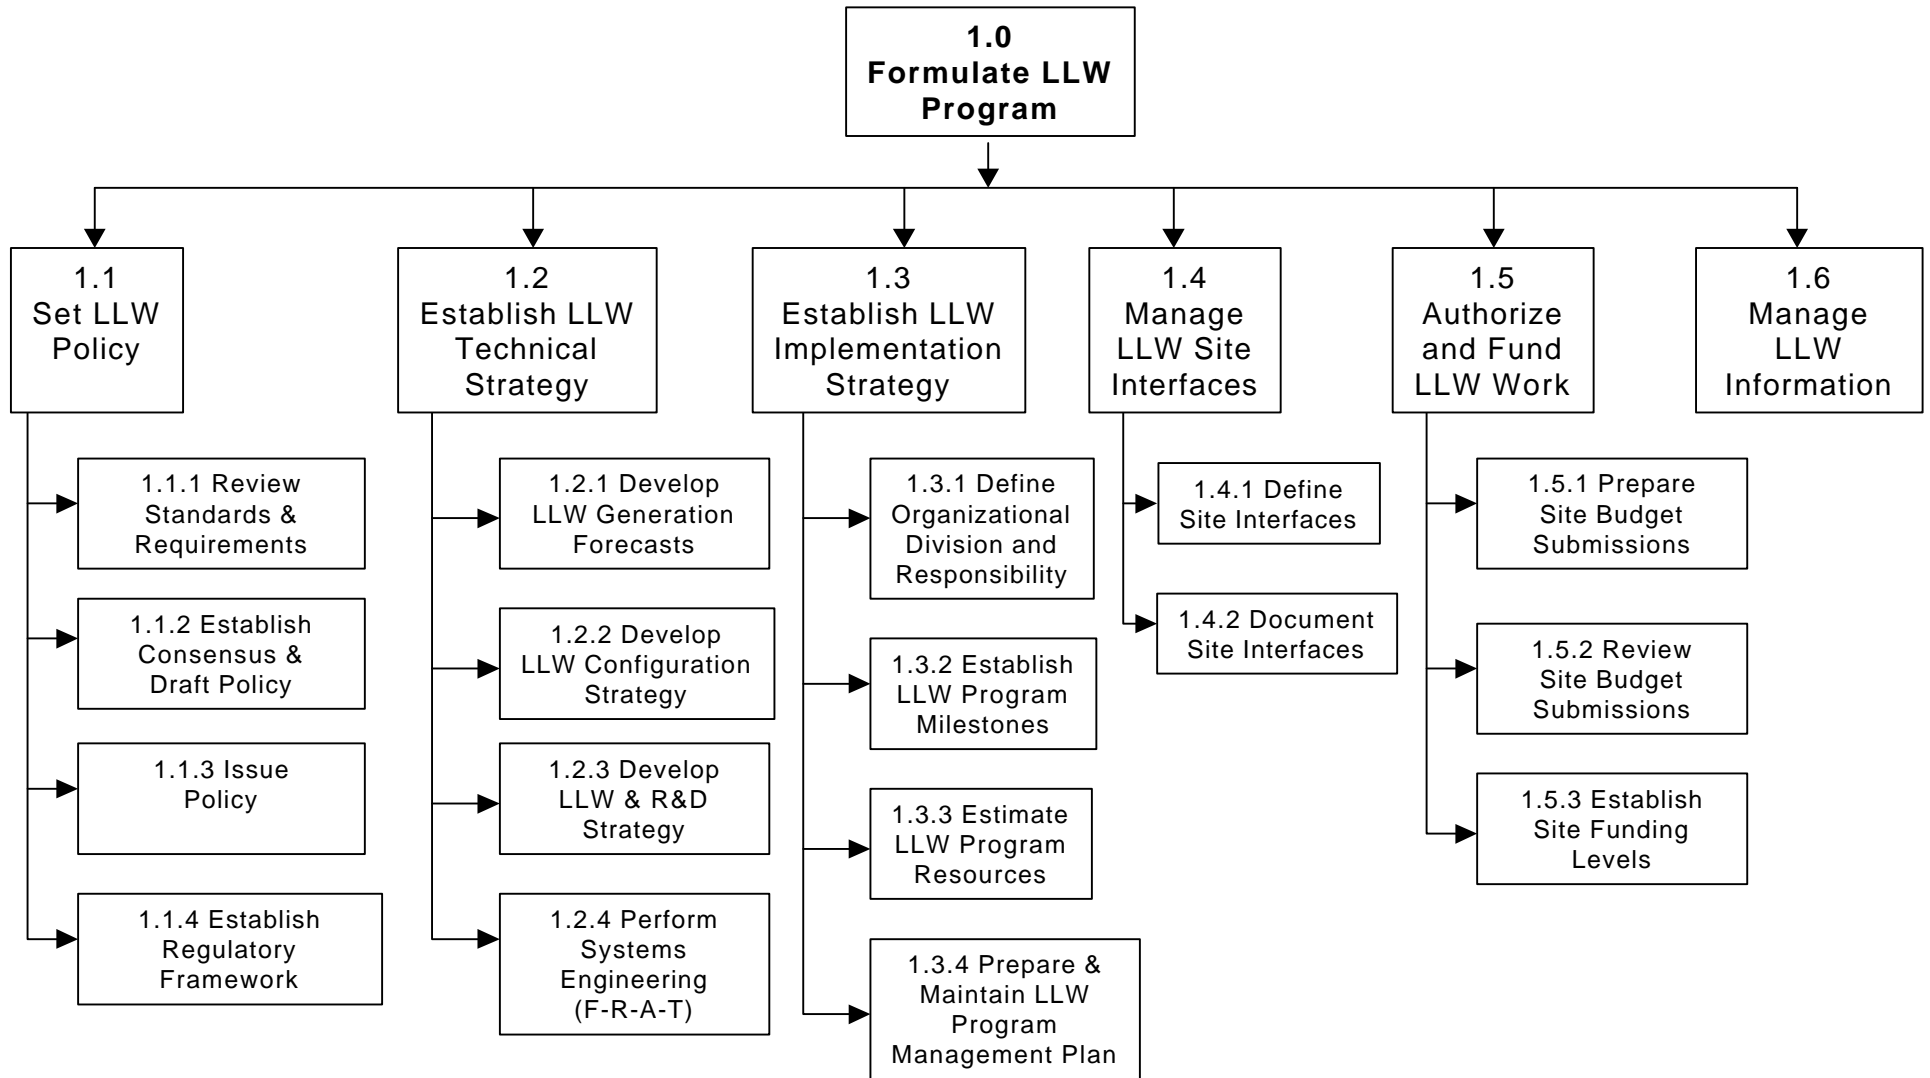 1.0
Formulate LLW
Program
1.1
Set LLW
Policy
1.2
Establish LLW
Technical
Strategy
1.3
Establish LLW
Implementation
Strategy
1.4
Manage
LLW Site
Interfaces
1.5
Authorize
and Fund
LLW Work
1.6
Manage
LLW
Information
1.1.1 Review
Standards &
Requirements
1.1.2 Establish
Consensus &
Draft Policy
1.1.3 Issue
Policy
1.1.4 Establish
Regulatory
Framework
1.2.1 Develop
LLW Generation
Forecasts
1.2.2 Develop
LLW Configuration
Strategy
1.2.3 Develop
LLW & R&D
Strategy
1.2.4 Perform
Systems
Engineering
(F-R-A-T)
1.3.1 Define
Organizational
Division and
Responsibility
1.3.2 Establish
LLW Program
Milestones
1.3.3 Estimate
LLW Program
Resources
1.3.4 Prepare &
Maintain LLW
Program
Management Plan
1.4.1 Define
Site Interfaces
1.4.2 Document
Site Interfaces
1.5.1 Prepare
Site Budget
Submissions
1.5.2 Review
Site Budget
Submissions
1.5.3 Establish
Site Funding
Levels